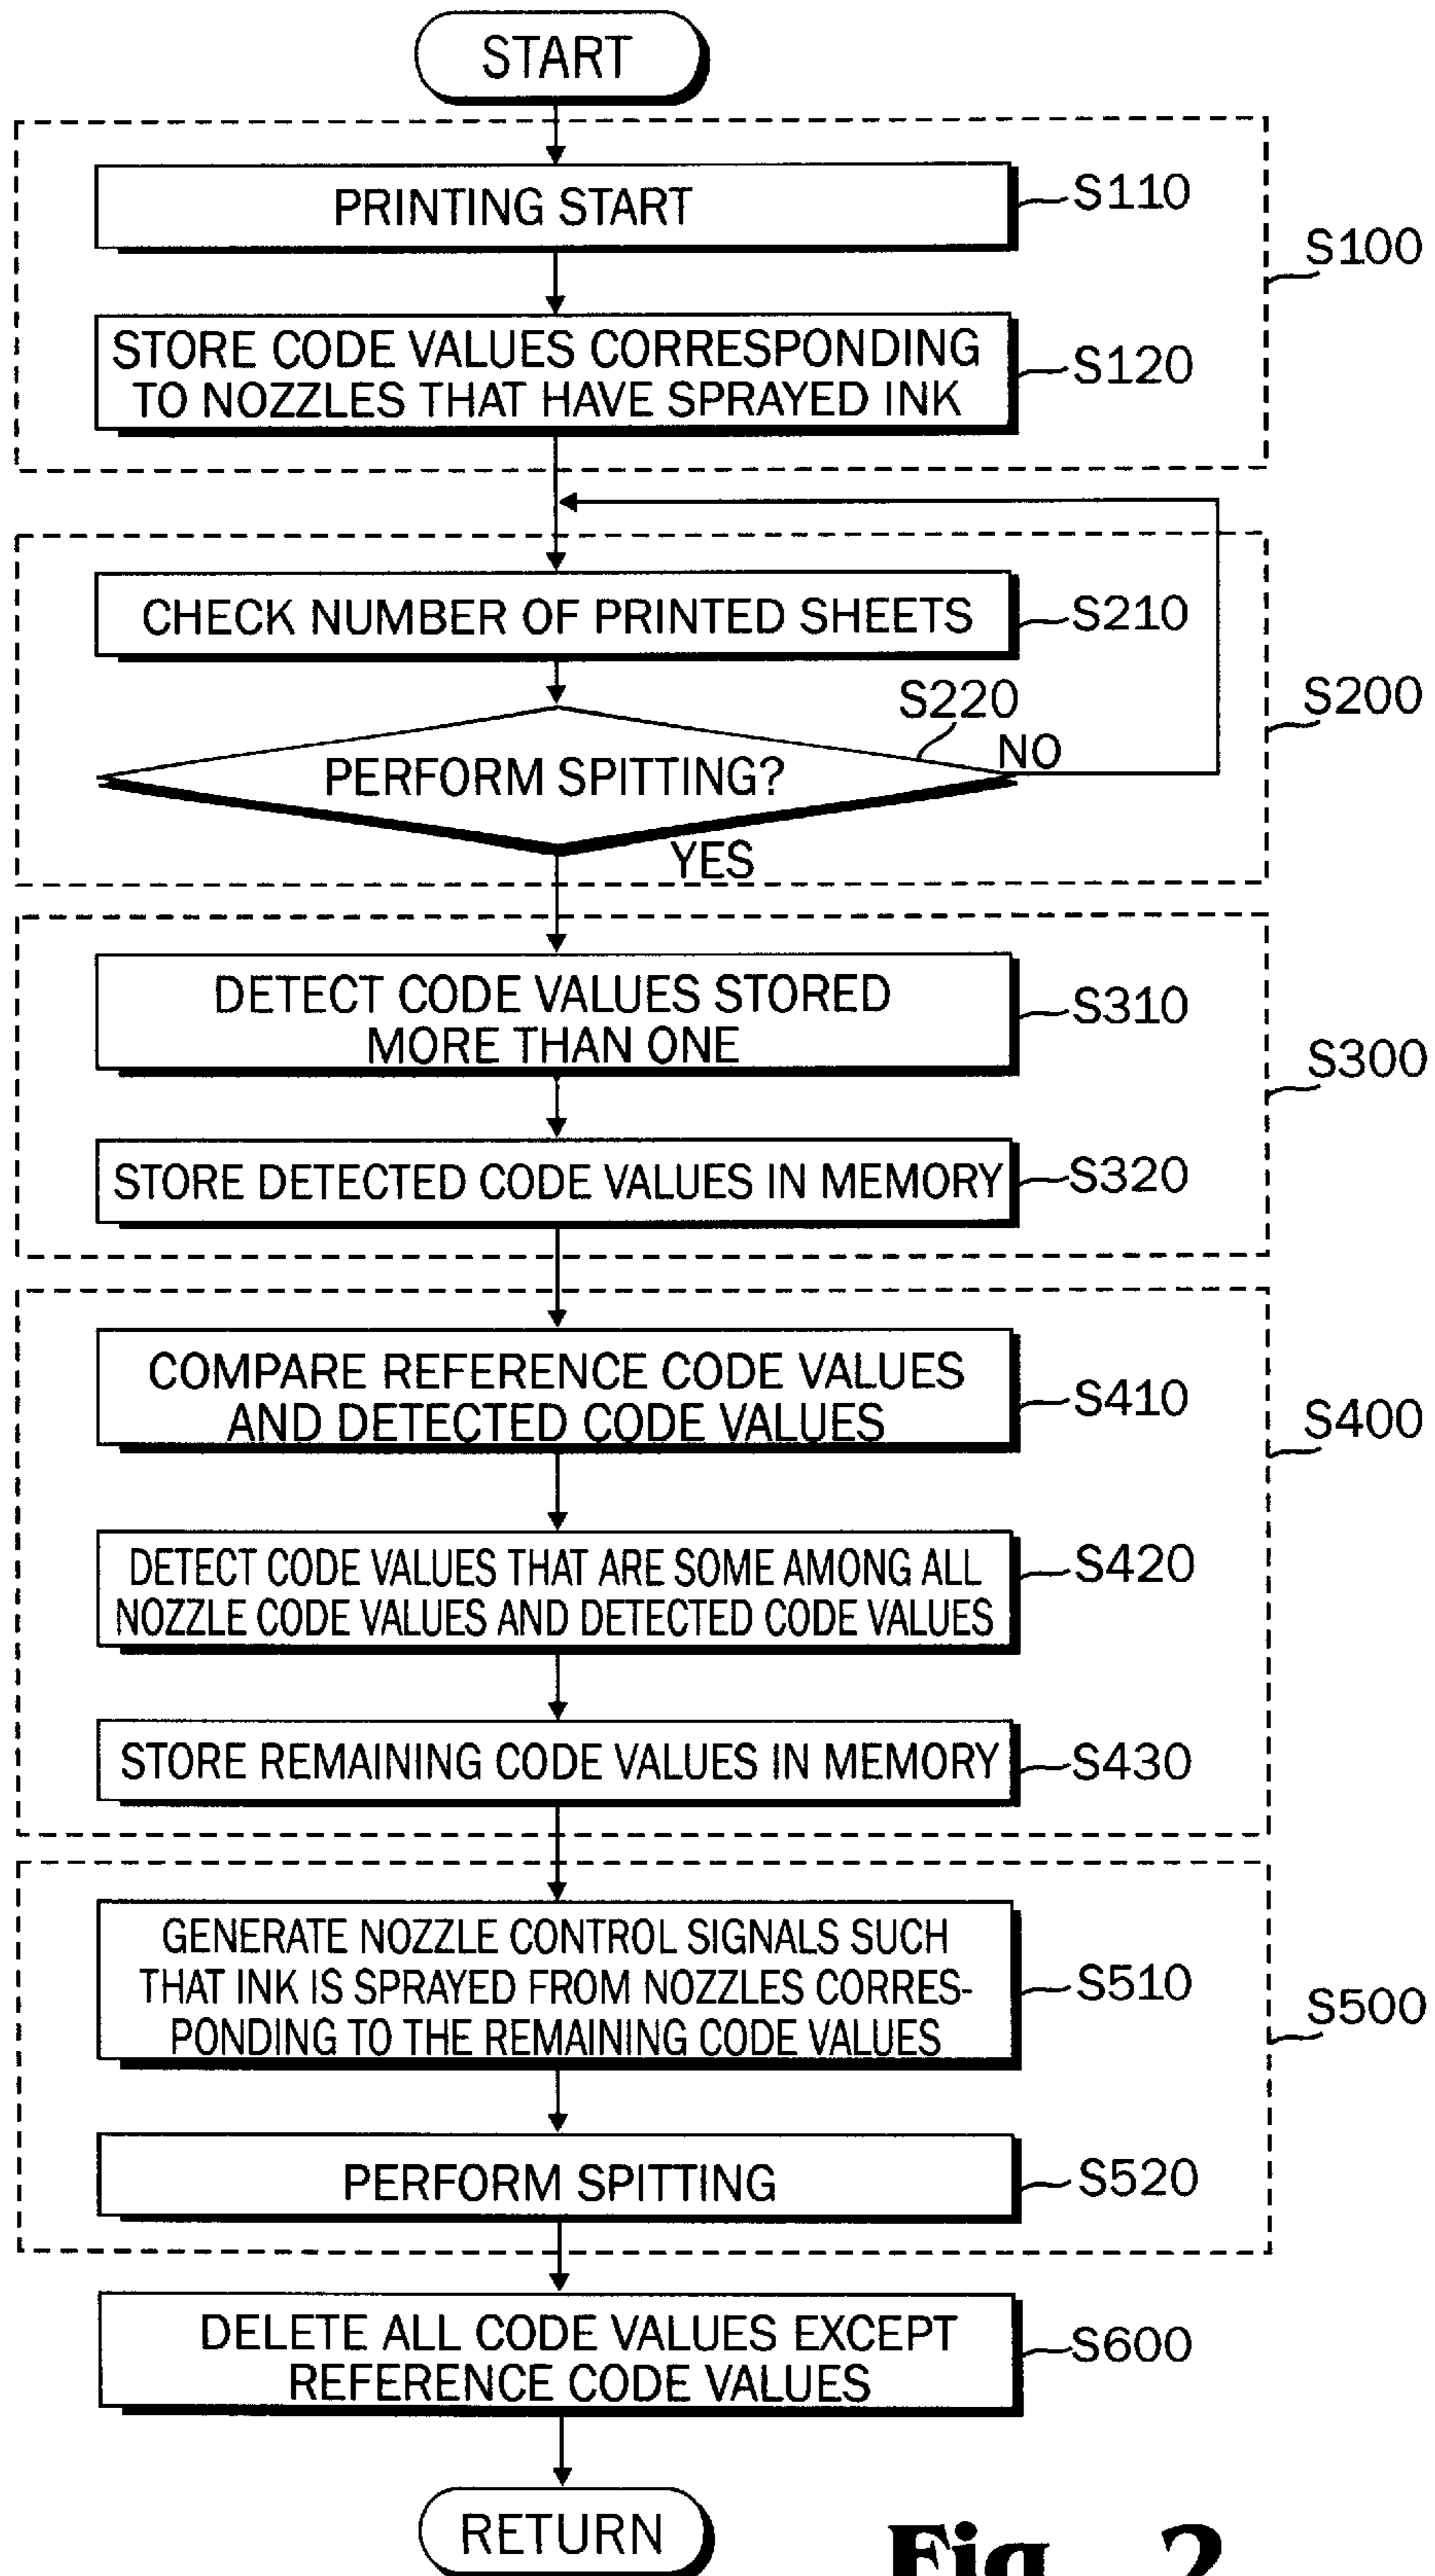 START
PRINTING START
S110
S100
STORE CODE VALUES CORRESPONDING
TO NOZZLES THAT HAVE SPRAYED INK
S120
CHECK NUMBER OF PRINTED SHEETS
S210
S220
S200
PERFORM SPITTING?
NO
YES
DETECT CODE VALUES STORED
MORE THAN ONE
S310
S300
STORE DETECTED CODE VALUES IN MEMORY
S320
COMPARE REFERENCE CODE VALUES
AND DETECTED CODE VALUES
S410
S400
DETECT CODE VALUES THAT ARE SOME AMONG ALL
NOZZLE CODE VALUES AND DETECTED CODE VALUES
S420
STORE REMAINING CODE VALUES IN MEMORY
S430
GENERATE NOZZLE CONTROL SIGNALS SUCH
THAT INK IS SPRAYED FROM NOZZLES CORRES-
PONDING TO THE REMAINING CODE VALUES
S510
S500
PERFORM SPITTING
S520
DELETE ALL CODE VALUES EXCEPT
REFERENCE CODE VALUES
S600
RETURN
Fig. 2